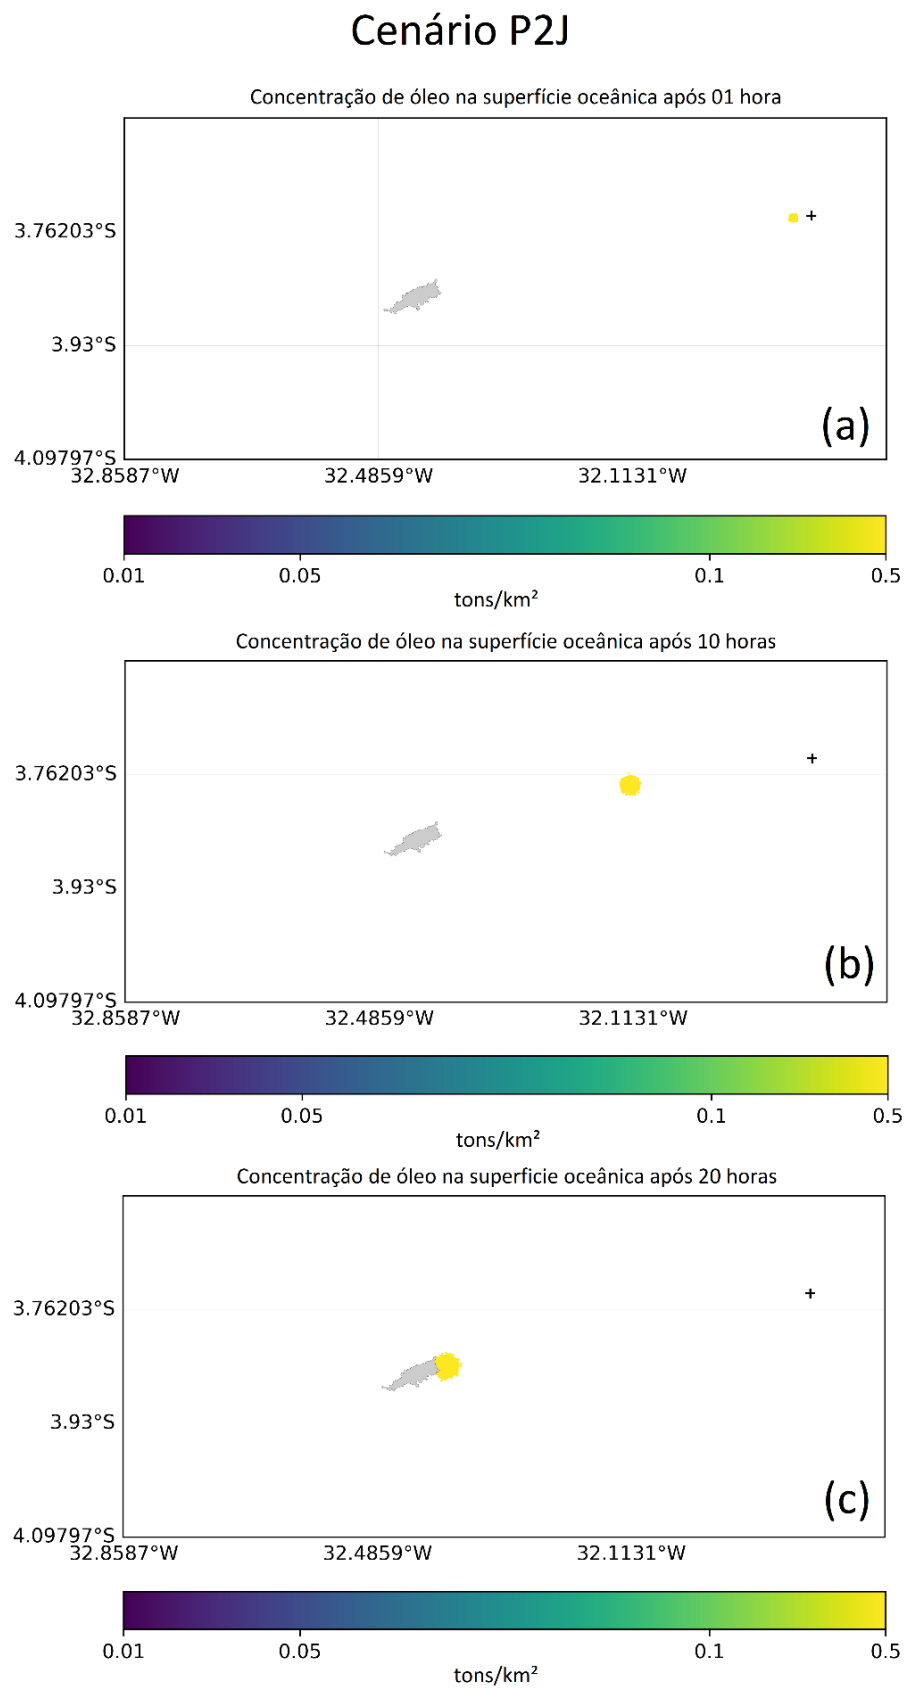 Cenário P2J
Concentração de óleo na superfície oceânica após 01 hora
3.76203°S
3.93°S
(a)
4.09797°S
32.8587°W 32.4859°W 32.1131°W
0.01 0.05 0.1 0.5
tons/km²
Concentração de óleo na superfície oceânica após 10 horas
3.76203°S
3.93°S
(b)
4.09797°S
32.8587°W 32.4859°W 32.1131°W
0.01 0.05 0.1 0.5
tons/km²
Concentração de óleo na superficie oceânica após 20 horas
3.76203°S
3.93°S
(c)
4.09797°S
32.8587°W 32.4859°W 32.1131°W
0.01 0.05 0.1 0.5
tons/km²